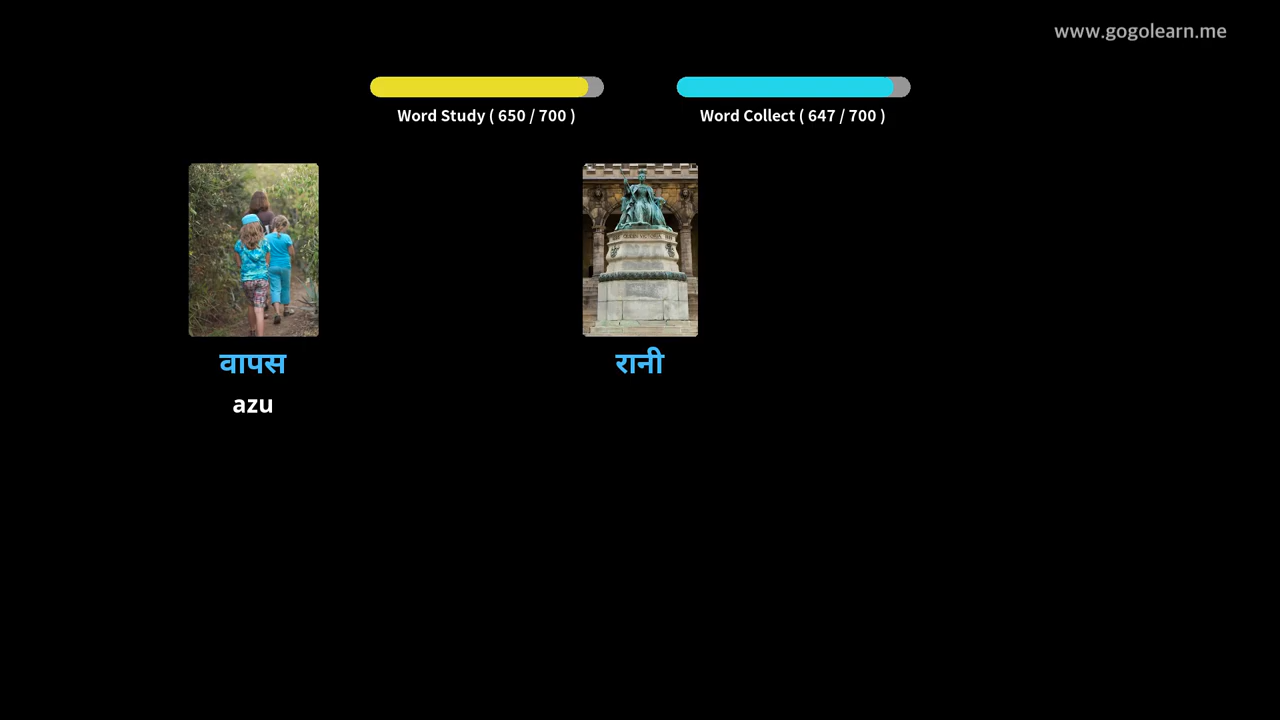 www.gogolearn.me
Word Study ( 650 / 700 )
Word Collect ( 647 / 700 )
वापस
azu
रानी